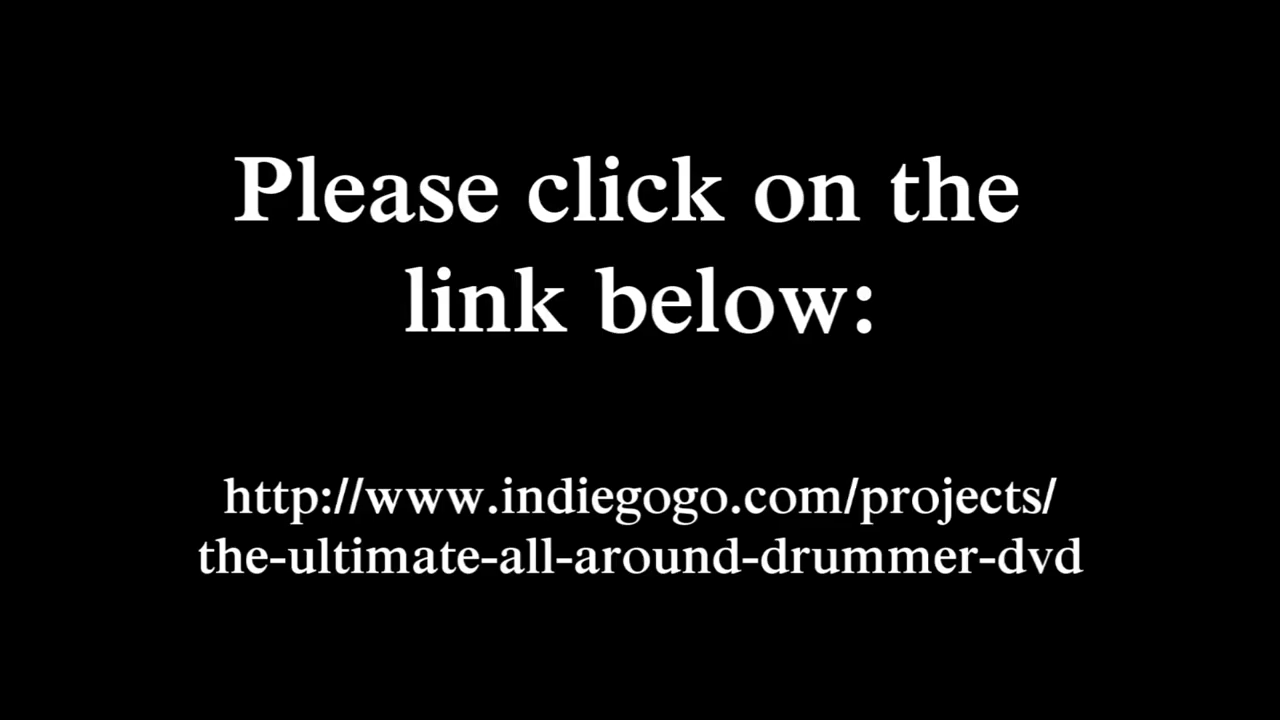 Please click on the
link below:
http://www.indiegogo.com/projects/
the-ultimate-all-around-drummer-dvd